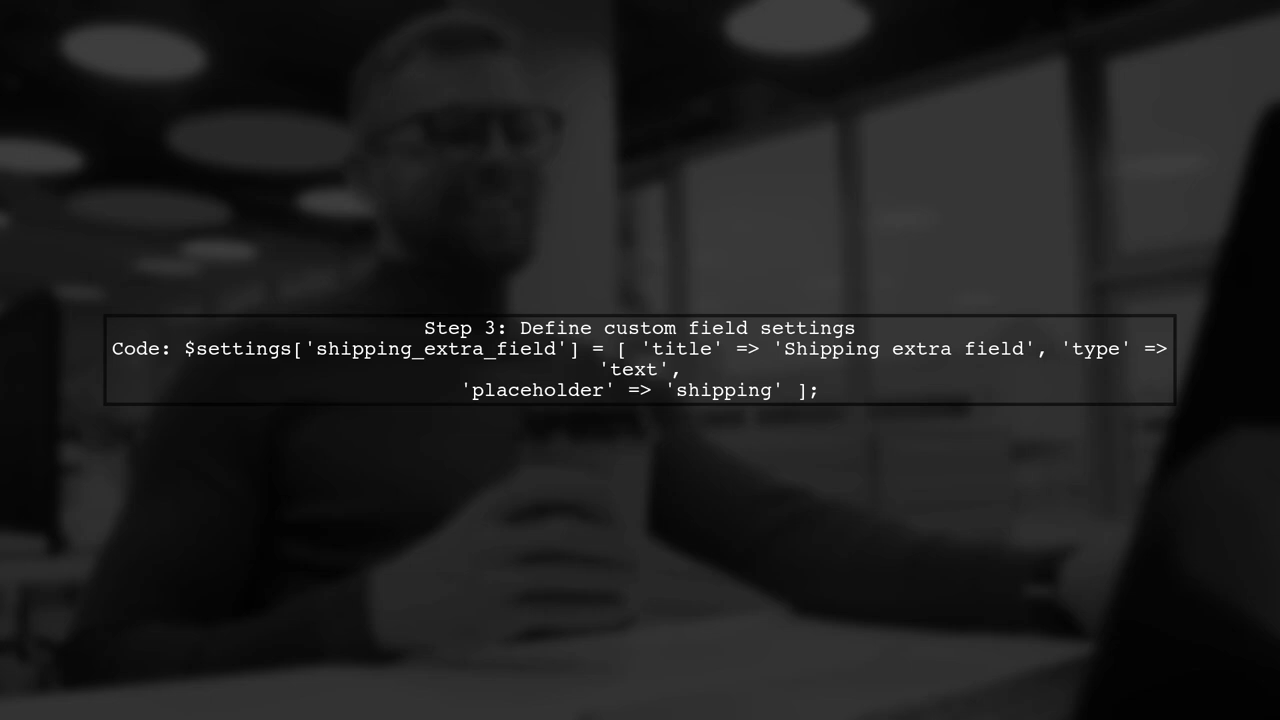 Step 3: Define custom field settings
Code: $settings['shipping_extra_field'] = [ 'title' => 'Shipping extra field', 'type' =>
'text',
'placeholder' => 'shipping' ];